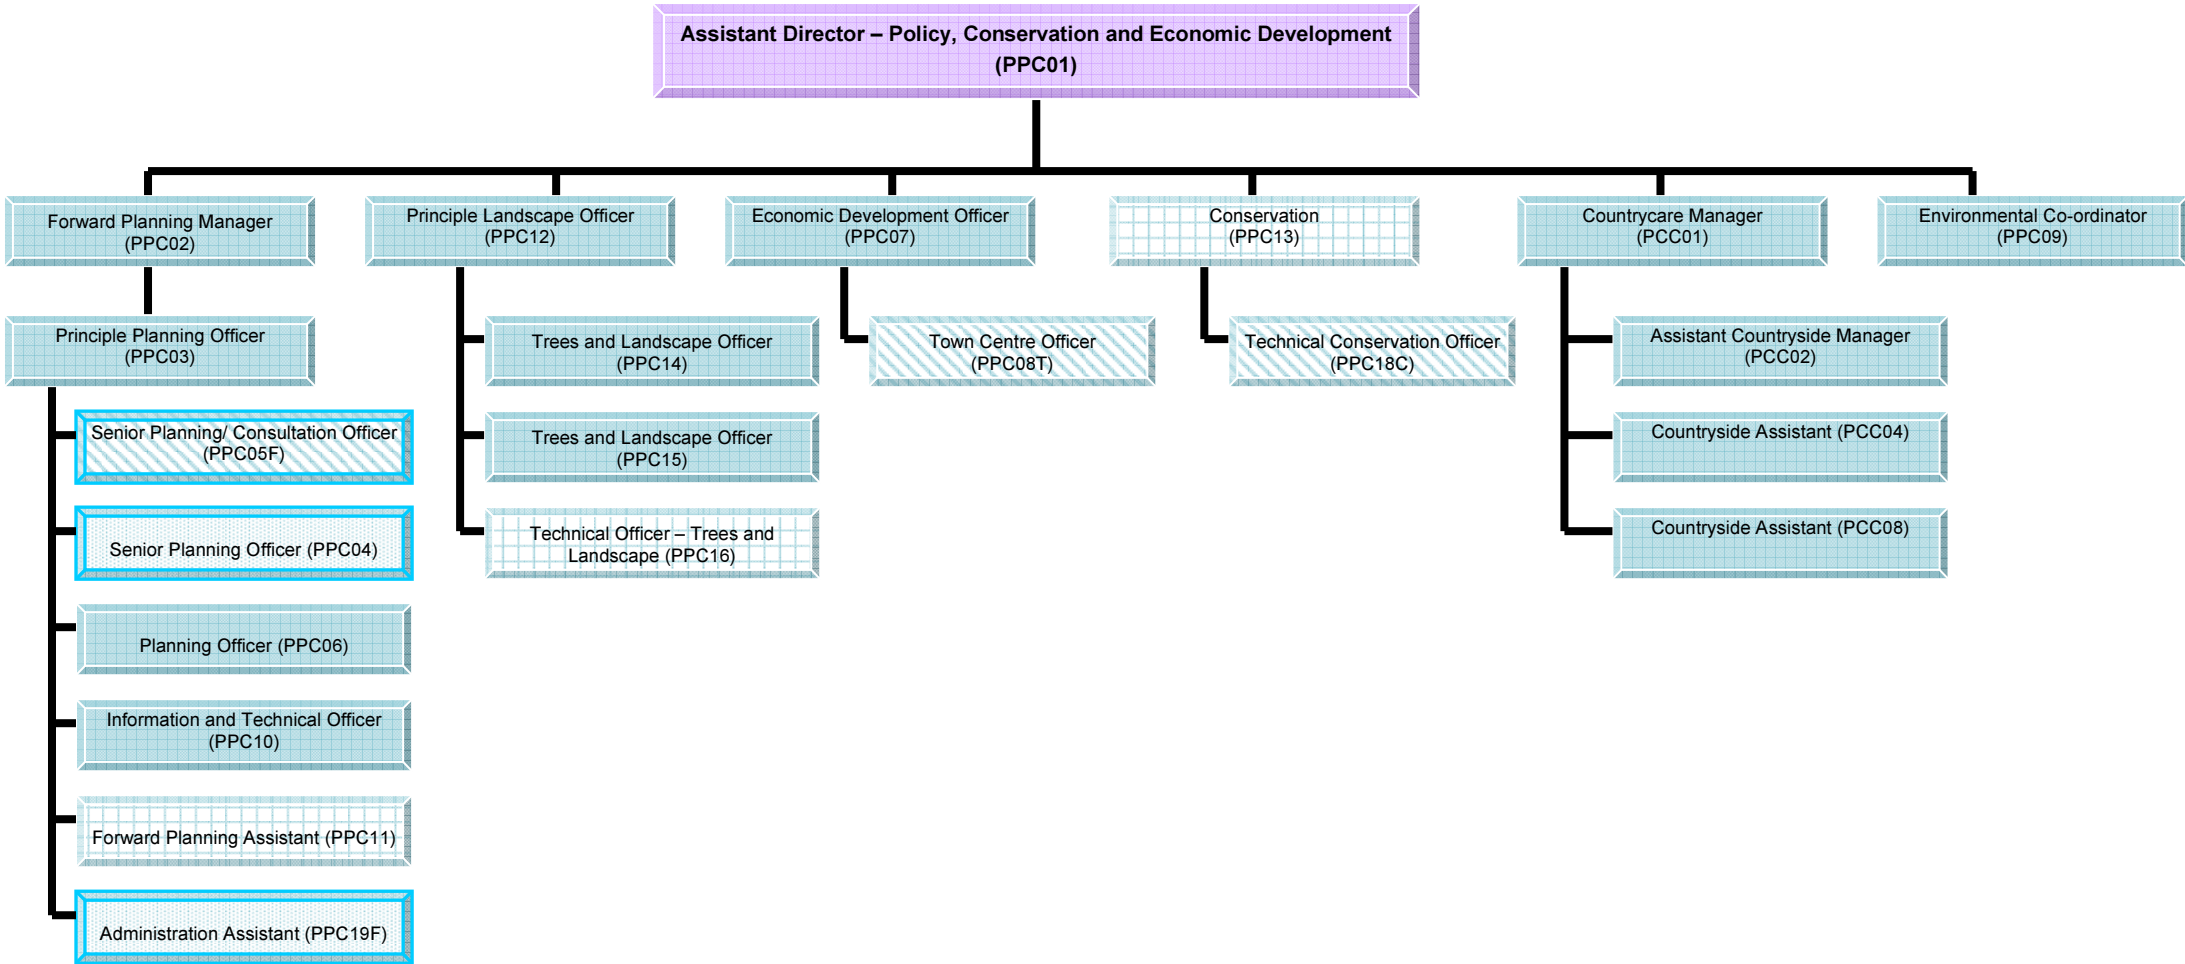 Assistant Director – Policy, Conservation and Economic Development
(PPC01)
Forward Planning Manager
(PPC02)
Principle Landscape Officer
(PPC12)
Economic Development Officer
(PPC07)
Conservation
(PPC13)
Countrycare Manager
(PCC01)
Environmental Co-ordinator
(PPC09)
Principle Planning Officer
(PPC03)
Senior Planning/ Consultation Officer
(PPC05F)
Senior Planning Officer (PPC04)
Planning Officer (PPC06)
Information and Technical Officer
(PPC10)
Forward Planning Assistant (PPC11)
Administration Assistant (PPC19F)
Trees and Landscape Officer
(PPC14)
Trees and Landscape Officer
(PPC15)
Technical Officer – Trees and
Landscape (PPC16)
Town Centre Officer
(PPC08T)
Technical Conservation Officer
(PPC18C)
Assistant Countryside Manager
(PCC02)
Countryside Assistant (PCC04)
Countryside Assistant (PCC08)